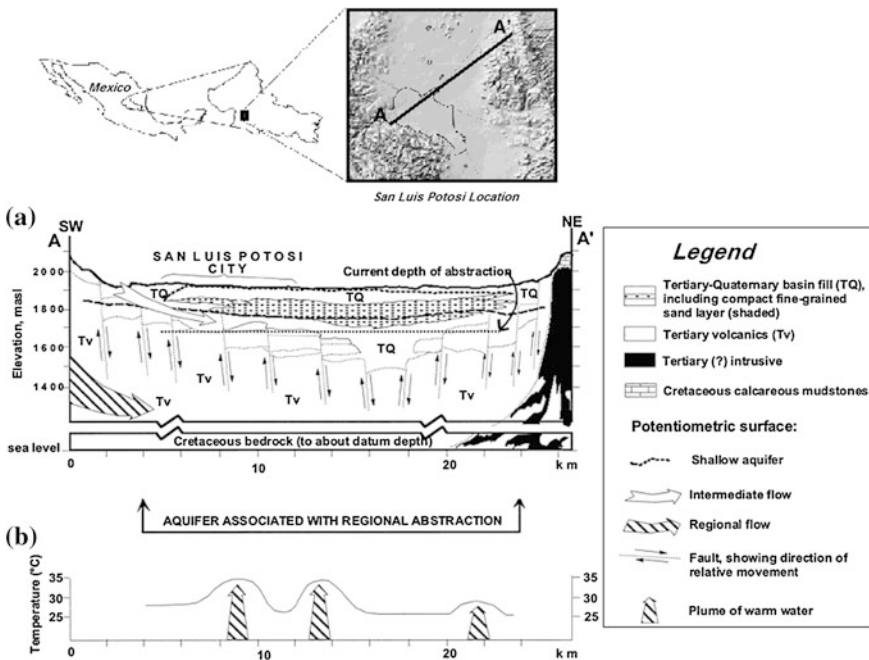 Mexico
A'
A
San Luis Potosi Location
(a)
SW
NE
A
A'
SAN LUIS POTOSI
CITY
Current depth of abstraction
Elevation, masl
2000
1800
1600
1400
TQ
TQ
TQ
TQ
Tv
Tv
Tv
Tv
Tv
Cretaceous bedrock (to about datum depth)
sea level
0
10
20
km
AQUIFER ASSOCIATED WITH REGIONAL ABSTRACTION
(b)
Temperature (°C)
35
30
25
35
30
25
0
10
20
km
Legend
Tertiary-Quaternary basin fill (TQ),
including compact fine-grained
sand layer (shaded)
Tertiary volcanics (Tv)
Tertiary (?) intrusive
Cretaceous calcareous mudstones
Potentiometric surface:
Shallow aquifer
Intermediate flow
Regional flow
Fault, showing direction of
relative movement
Plume of warm water